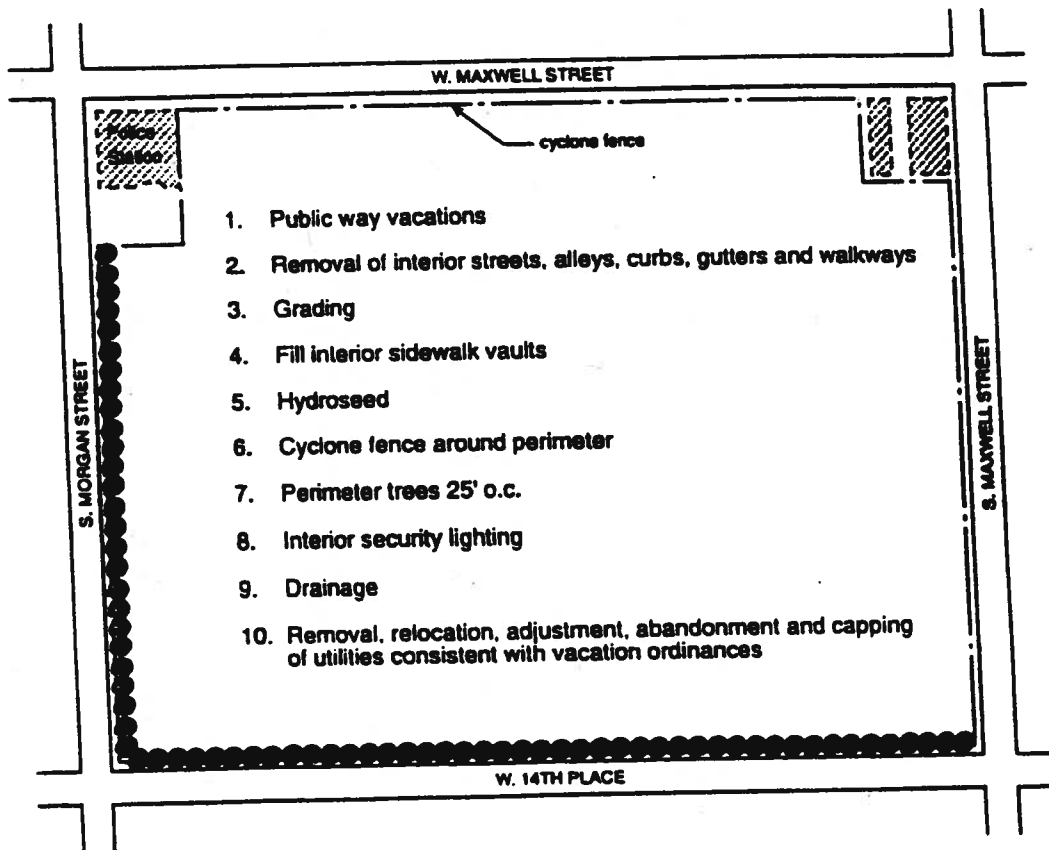 W. MAXWELL STREET
Police
Station
cyclone fence
1. Public way vacations
2. Removal of interior streets, alleys, curbs, gutters and walkways
3. Grading
4. Fill interior sidewalk vaults
5. Hydroseed
6. Cyclone fence around perimeter
7. Perimeter trees 25' o.c.
8. Interior security lighting
9. Drainage
10. Removal, relocation, adjustment, abandonment and capping
of utilities consistent with vacation ordinances
S. MORGAN STREET
S. MAXWELL STREET
W. 14TH PLACE